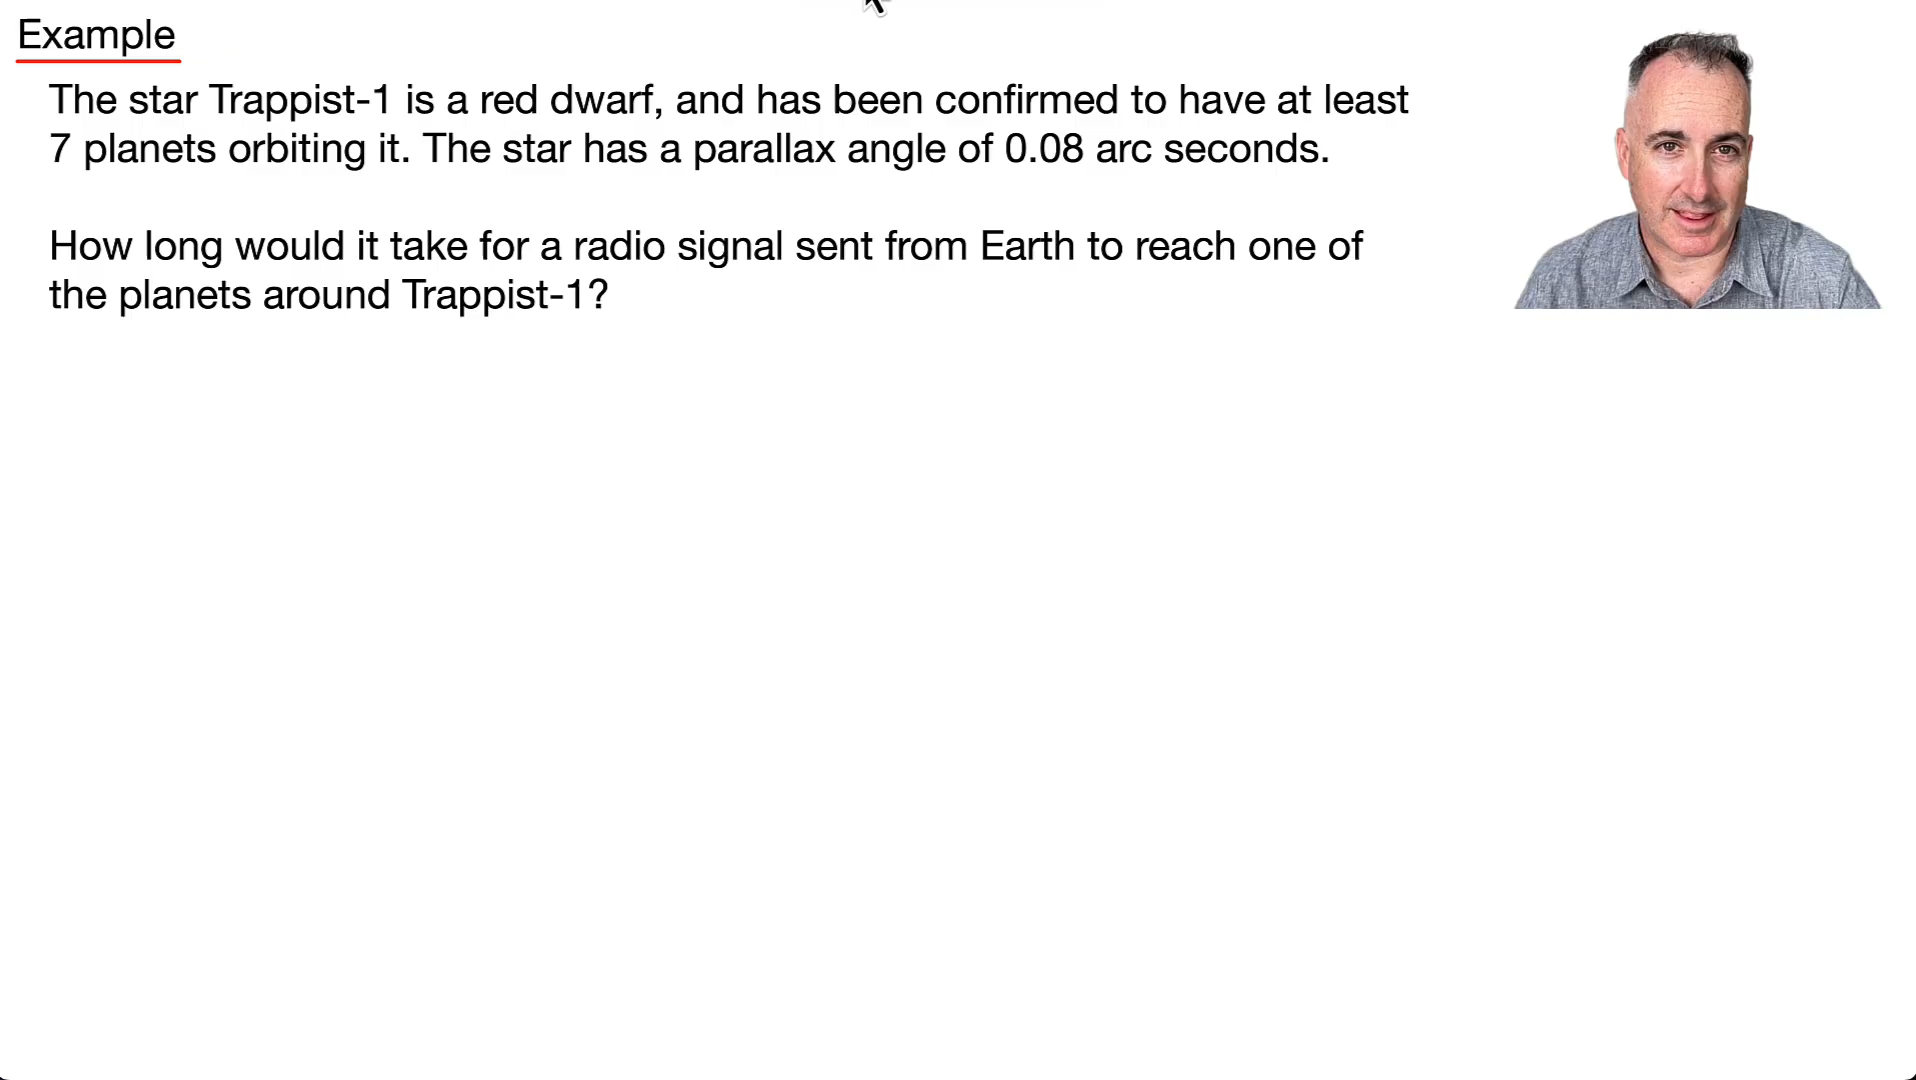 Example
The star Trappist-1 is a red dwarf, and has been confirmed to have at least
7 planets orbiting it. The star has a parallax angle of 0.08 arc seconds.
How long would it take for a radio signal sent from Earth to reach one of
the planets around Trappist-1?